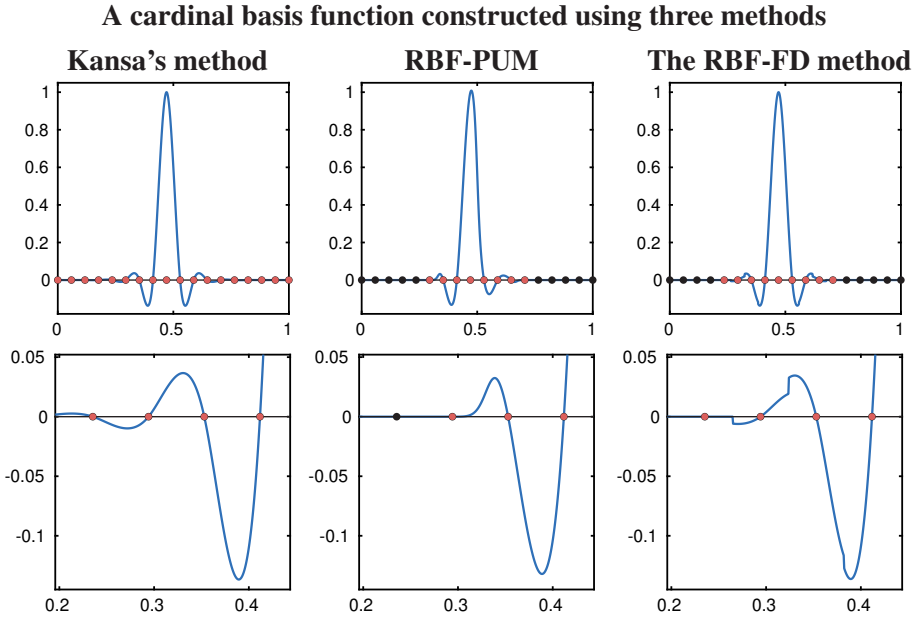 A cardinal basis function constructed using three methods
Kansa's method RBF-PUM The RBF-FD method
1 1 1
0.8 0.8 0.8
0.6 0.6 0.6
0.4 0.4 0.4
0.2 0.2 0.2
0 0 0
0 0.5 1 0 0.5 1 0 0.5 1
0.05 0.05 0.05
0 0 0
-0.05 -0.05 -0.05
-0.1 -0.1 -0.1
0.2 0.3 0.4 0.2 0.3 0.4 0.2 0.3 0.4